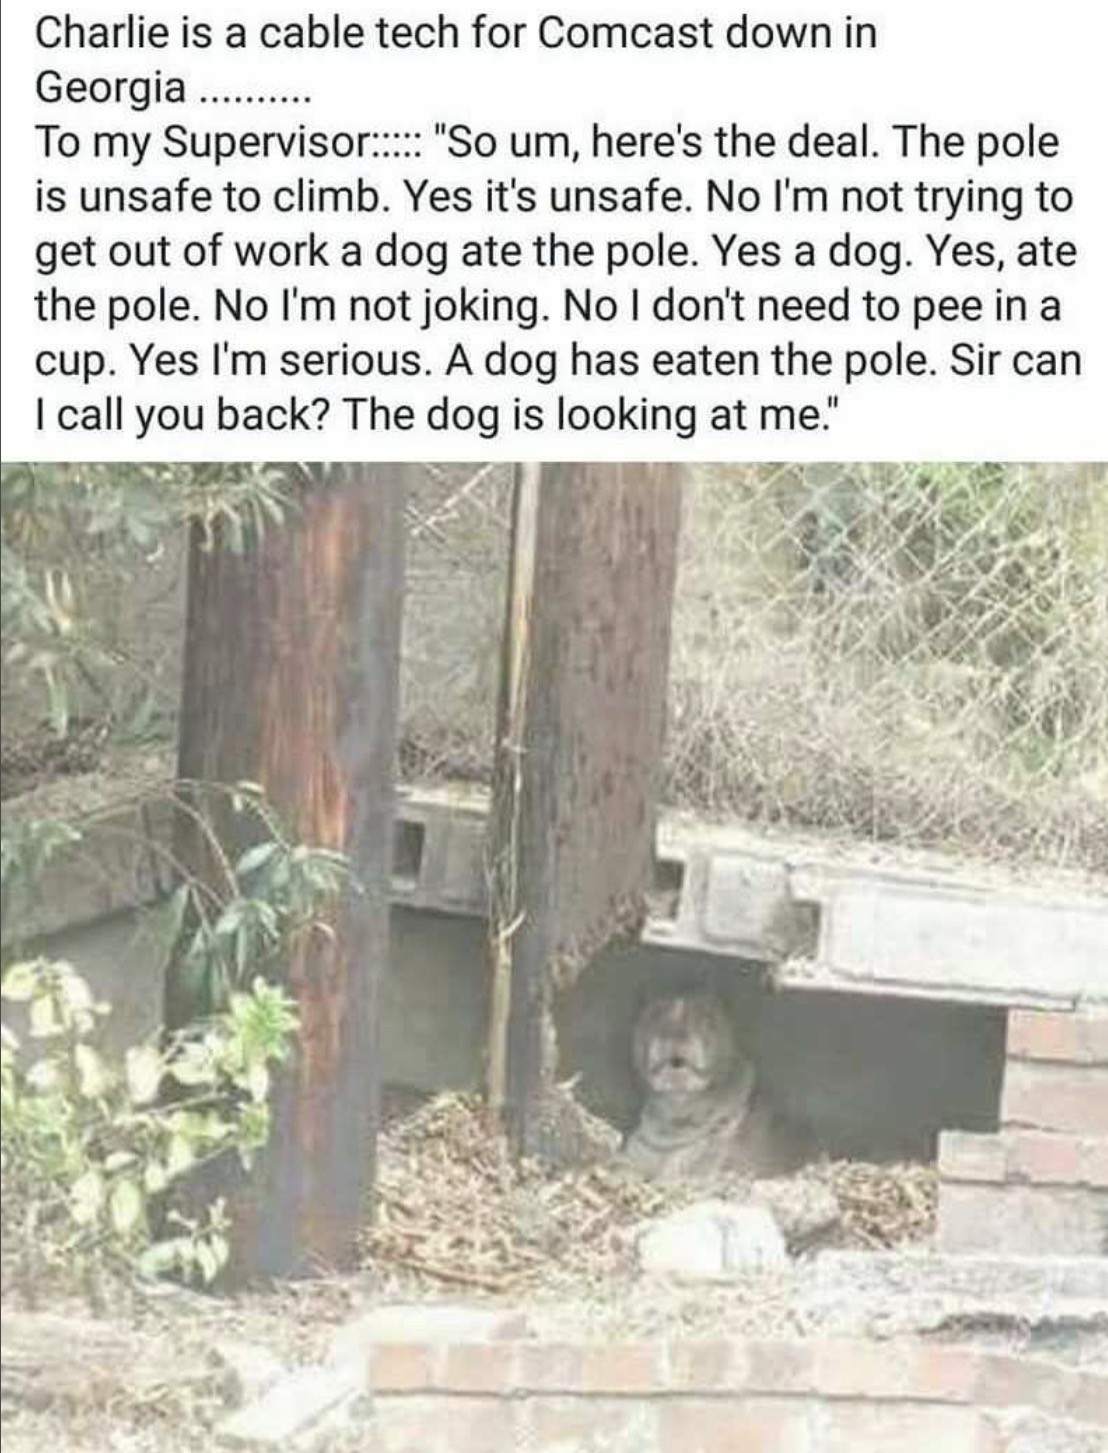 Charlie is a cable tech for Comcast down in
Georgia ..........
To my Supervisor::::: "So um, here's the deal. The pole
is unsafe to climb. Yes it's unsafe. No I'm not trying to
get out of work a dog ate the pole. Yes a dog. Yes, ate
the pole. No I'm not joking. No I don't need to pee in a
cup. Yes I'm serious. A dog has eaten the pole. Sir can
I call you back? The dog is looking at me."